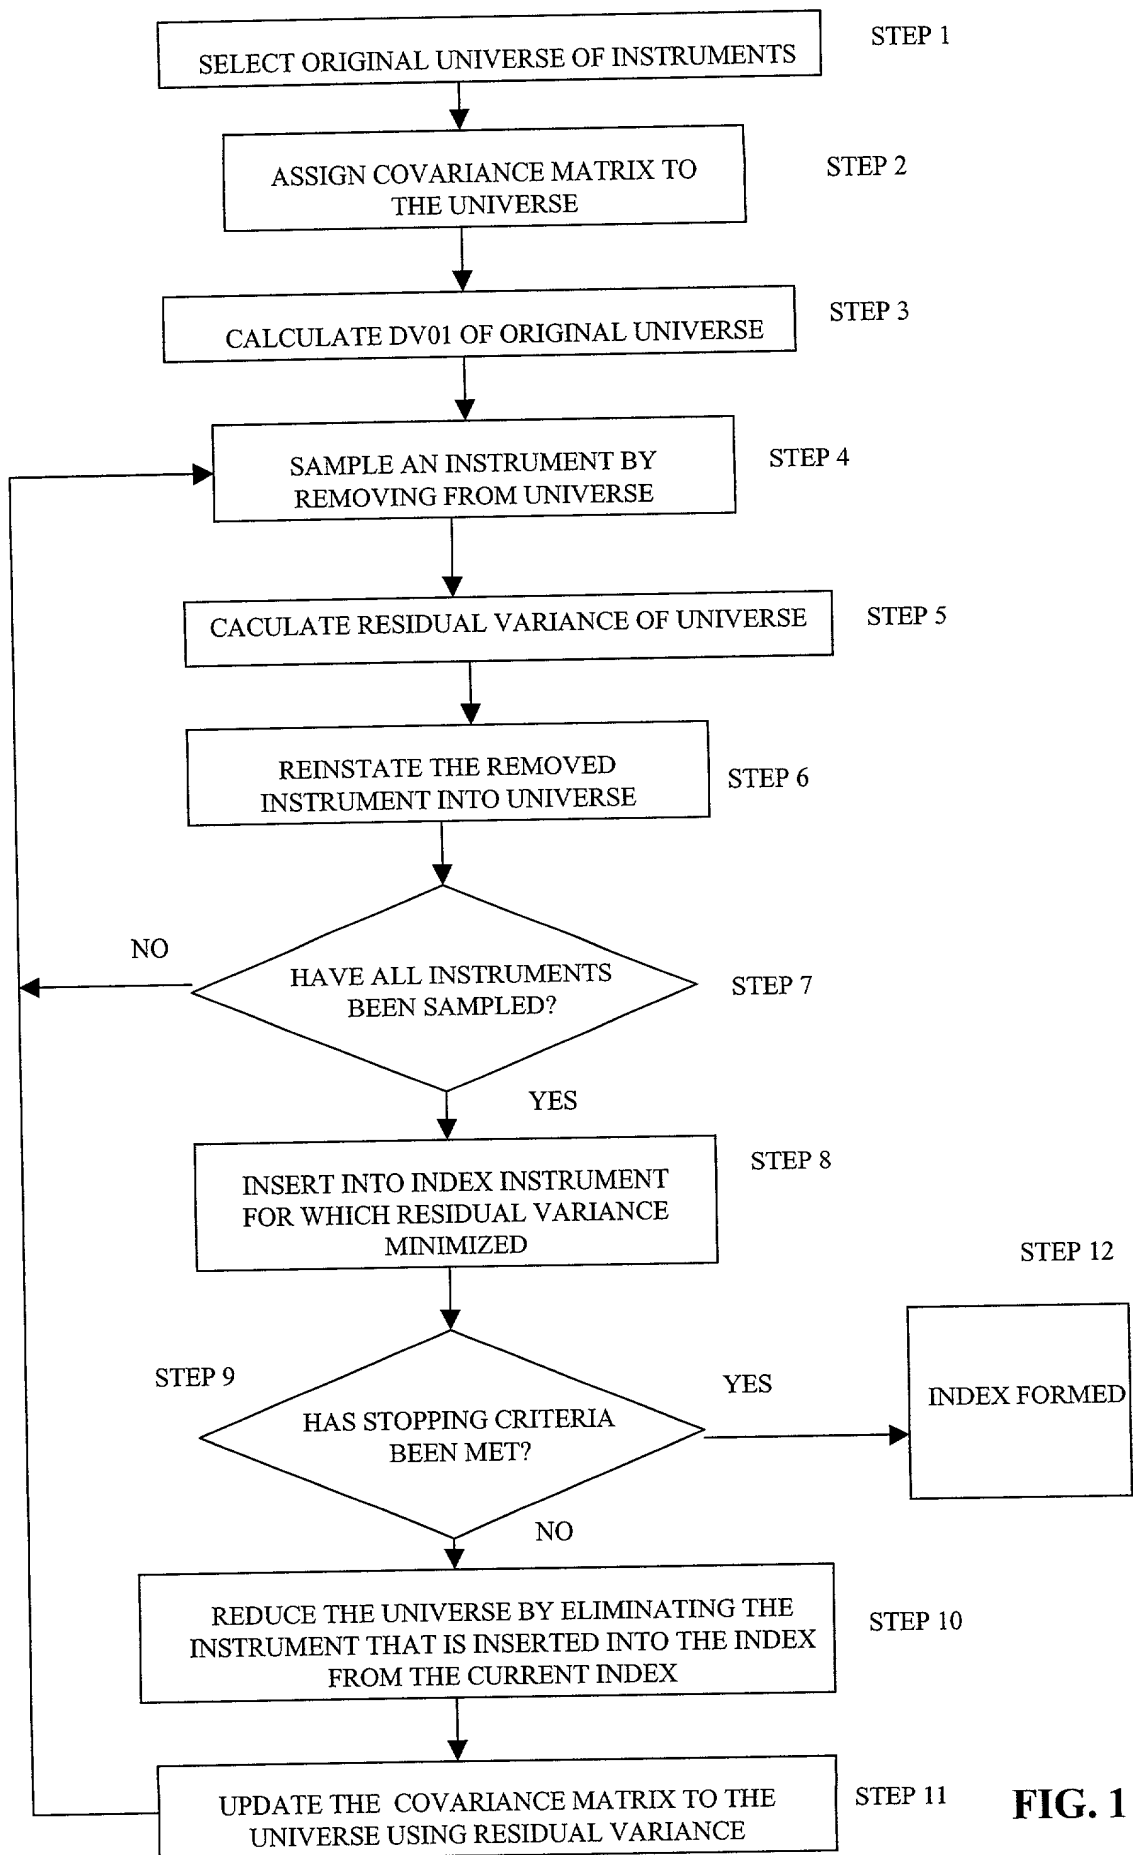 STEP 1
SELECT ORIGINAL UNIVERSE OF INSTRUMENTS
STEP 2
ASSIGN COVARIANCE MATRIX TO
THE UNIVERSE
STEP 3
CALCULATE DV01 OF ORIGINAL UNIVERSE
STEP 4
SAMPLE AN INSTRUMENT BY
REMOVING FROM UNIVERSE
STEP 5
CACULATE RESIDUAL VARIANCE OF UNIVERSE
STEP 6
REINSTATE THE REMOVED
INSTRUMENT INTO UNIVERSE
NO
HAVE ALL INSTRUMENTS
BEEN SAMPLED?
STEP 7
YES
STEP 8
INSERT INTO INDEX INSTRUMENT
FOR WHICH RESIDUAL VARIANCE
MINIMIZED
STEP 12
STEP 9
YES
INDEX FORMED
HAS STOPPING CRITERIA
BEEN MET?
NO
REDUCE THE UNIVERSE BY ELIMINATING THE
INSTRUMENT THAT IS INSERTED INTO THE INDEX
FROM THE CURRENT INDEX
STEP 10
UPDATE THE COVARIANCE MATRIX TO THE
UNIVERSE USING RESIDUAL VARIANCE
STEP 11
FIG. 1